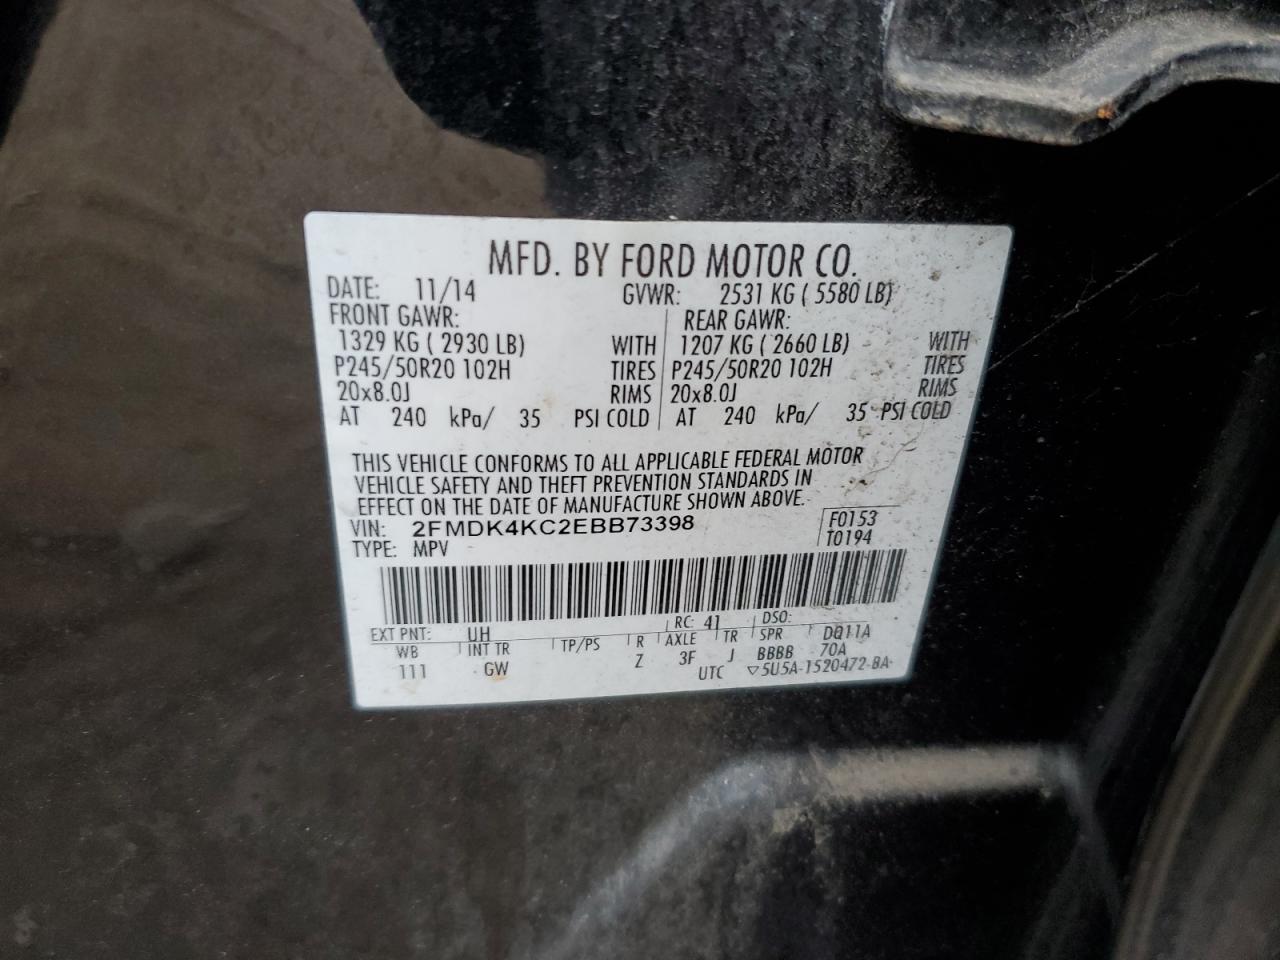 MFD. BY FORD MOTOR CO.
DATE: 11/14 GVWR: 2531 KG ( 5580 LB)
FRONT GAWR: REAR GAWR:
1329 KG ( 2930 LB) WITH 1207 KG ( 2660 LB) WITH
P245/50R20 102H TIRES P245/50R20 102H TIRES
20x8.0J RIMS 20x8.0J RIMS
AT 240 kPa/ 35 PSI COLD AT 240 kPa/ 35 PSI COLD
THIS VEHICLE CONFORMS TO ALL APPLICABLE FEDERAL MOTOR
VEHICLE SAFETY AND THEFT PREVENTION STANDARDS IN
EFFECT ON THE DATE OF MANUFACTURE SHOWN ABOVE.
VIN: 2FMDK4KC2EBB73398 F0153
TYPE: MPV T0194
RC: 41 DSO:
EXT PNT: UH R AXLE TR SPR DQ11A
WB INT TR TP/PS Z 3F J BBBB 70A
111 GW UTC ▽5U5A-1520472-BA